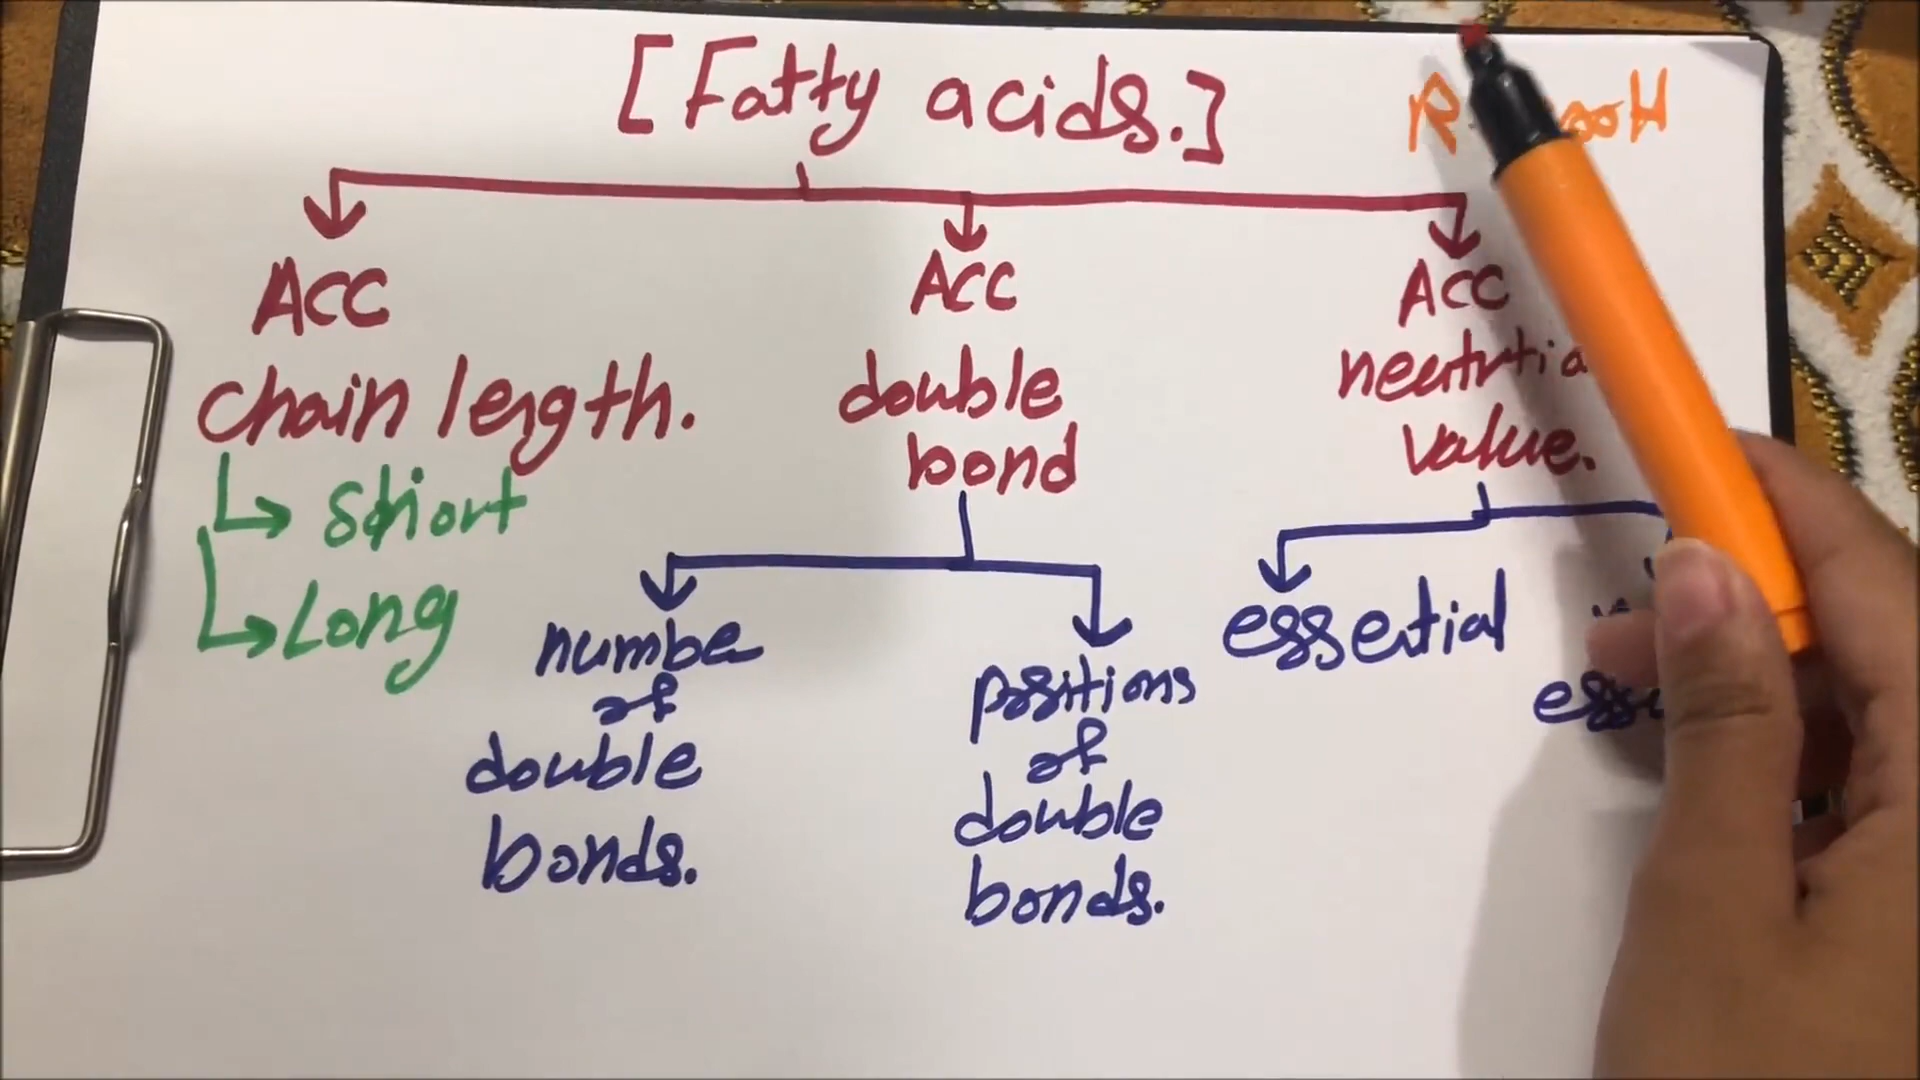 [Fatty acids.]
ACC
chain length.
Short
Long
ACC
double
bond
number
of
double
bonds.
positions
of
double
bonds.
ACC
value.
essential